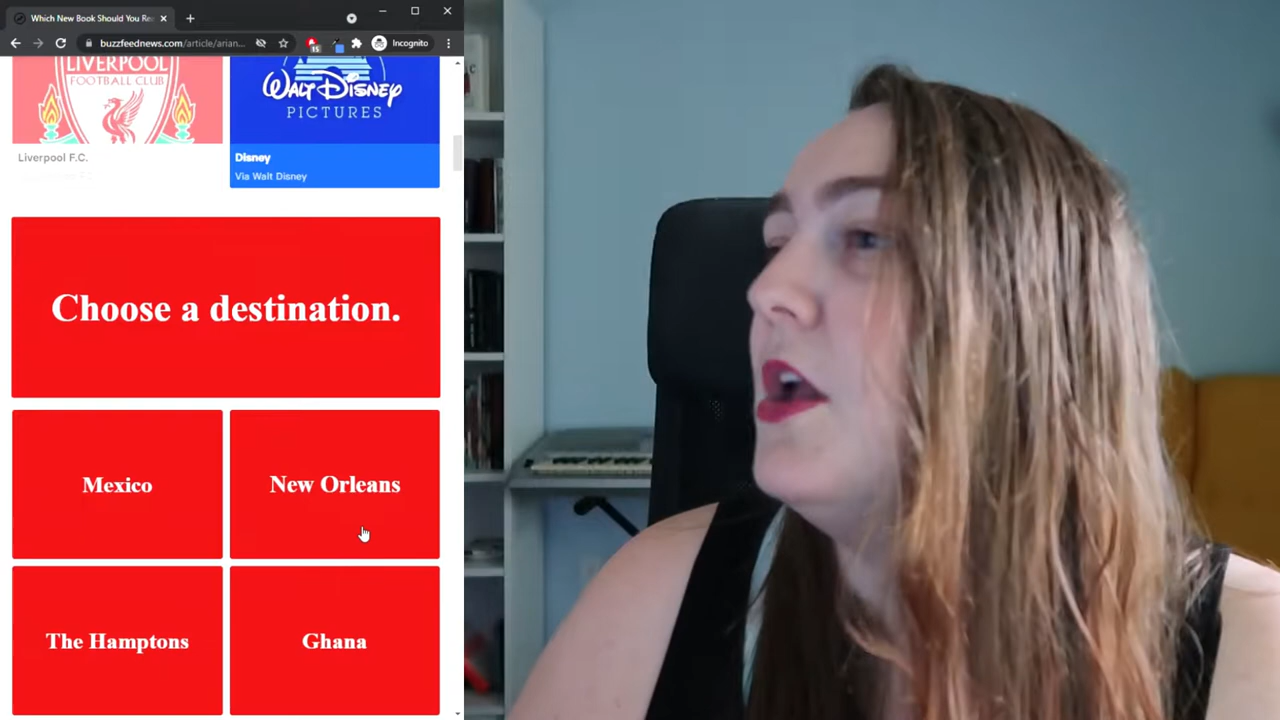 Which New Book Should You Re
buzzfeednews.com/article/arian...
15
Incognito
LIVERPOOL
FOOTBALL CLUB
WALT DISNEY
PICTURES
Liverpool F.C.
Disney
Via Walt Disney
Choose a destination.
Mexico
New Orleans
The Hamptons
Ghana